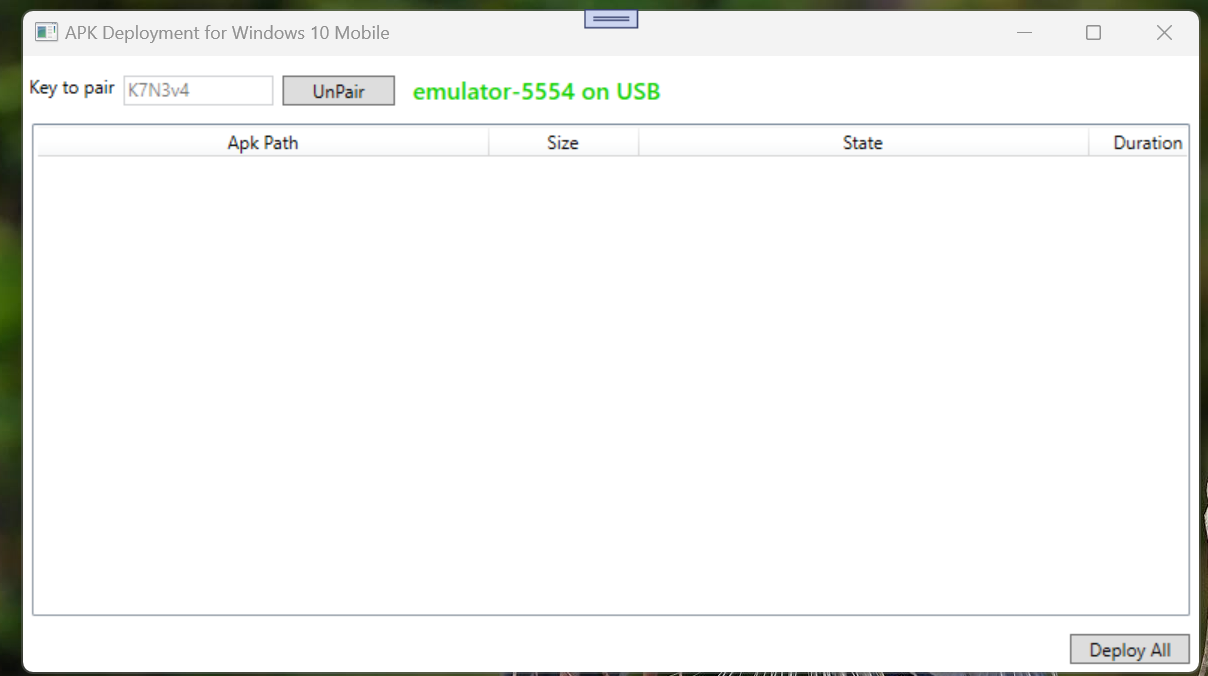 APK Deployment for Windows 10 Mobile
Key to pair K7N3v4 UnPair emulator-5554 on USB
Apk Path Size State Duration
Deploy All